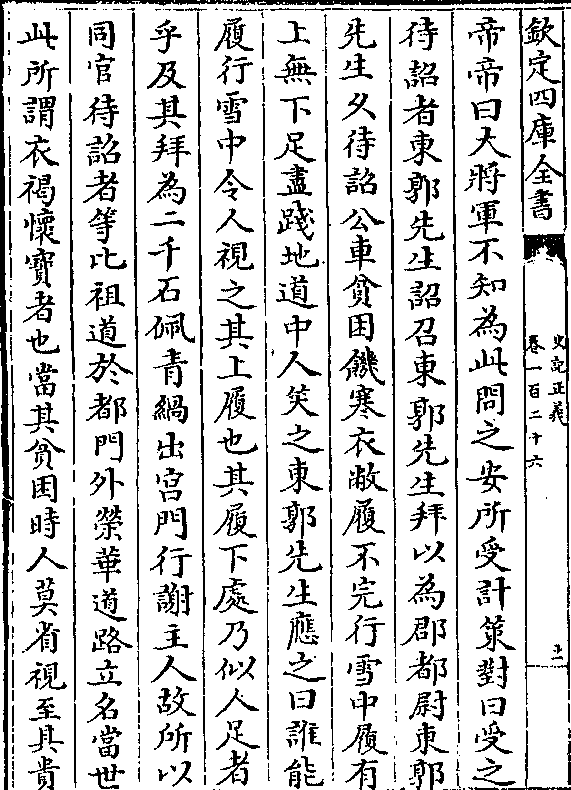 欽定四庫全書
史記正義
卷一百二十六
十一
帝帝曰大將軍不知為此問之安所受計策對曰受之
待詔者東郭先生詔召東郭先生拜以為郡都尉東郭
先生久待詔公車貧困饑寒衣敝履不完行雪中履有
上無下足盡踐地道中人笑之東郭先生應之曰誰能
履行雪中令人視之其上履也其履下處乃似人足者
乎及其拜為二千石佩青緺出宮門行謝主人故所以
同官待詔者等比祖道於都門外榮華道路立名當世
此所謂衣褐懷寶者也當其貧困時人莫省視至其貴